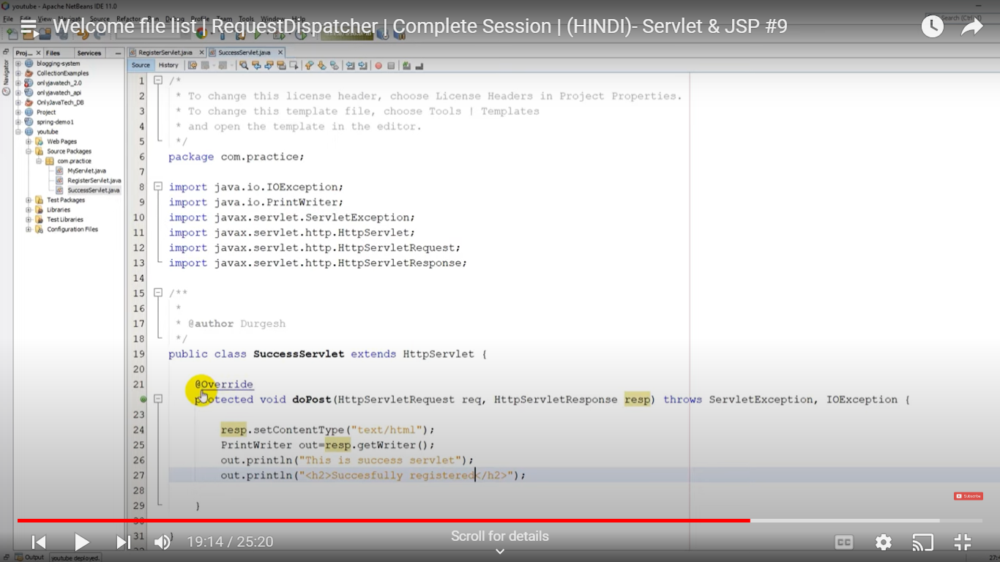 youtube - Apache NetBeans IDE 11.0
File Edit View Navigate Source Refactor Run Debug Profile Team Tools Window Help
Welcome file list | RequestDispatcher | Complete Session | (HINDI)- Servlet & JSP #9
Proj... Files Services
RegisterServlet.java SuccessServlet.java
Source History
Navigator
blogging-system
CollectionExamples
onlyjavatech_2.0
onlyjavatech_api
OnlyJavaTech_DB
Project
spring-demo1
youtube
Web Pages
Source Packages
com.practice
MyServlet.java
RegisterServlet.java
SuccessServlet.java
Test Packages
Libraries
Test Libraries
Configuration Files
1 /*
2 * To change this license header, choose License Headers in Project Properties.
3 * To change this template file, choose Tools | Templates
4 * and open the template in the editor.
5 */
6 package com.practice;
7
8 import java.io.IOException;
9 import java.io.PrintWriter;
10 import javax.servlet.ServletException;
11 import javax.servlet.http.HttpServlet;
12 import javax.servlet.http.HttpServletRequest;
13 import javax.servlet.http.HttpServletResponse;
14
15 /**
16 *
17 * @author Durgesh
18 */
19 public class SuccessServlet extends HttpServlet {
20
21 @Override
protected void doPost(HttpServletRequest req, HttpServletResponse resp) throws ServletException, IOException {
23
24 resp.setContentType("text/html");
25 PrintWriter out=resp.getWriter();
26 out.println("This is success servlet");
27 out.println("<h2>Succesfully registered</h2>");
28
29 }
30
31 }
Subscribe
19:14 / 25:20
Scroll for details
CC
Output youtube deployed.